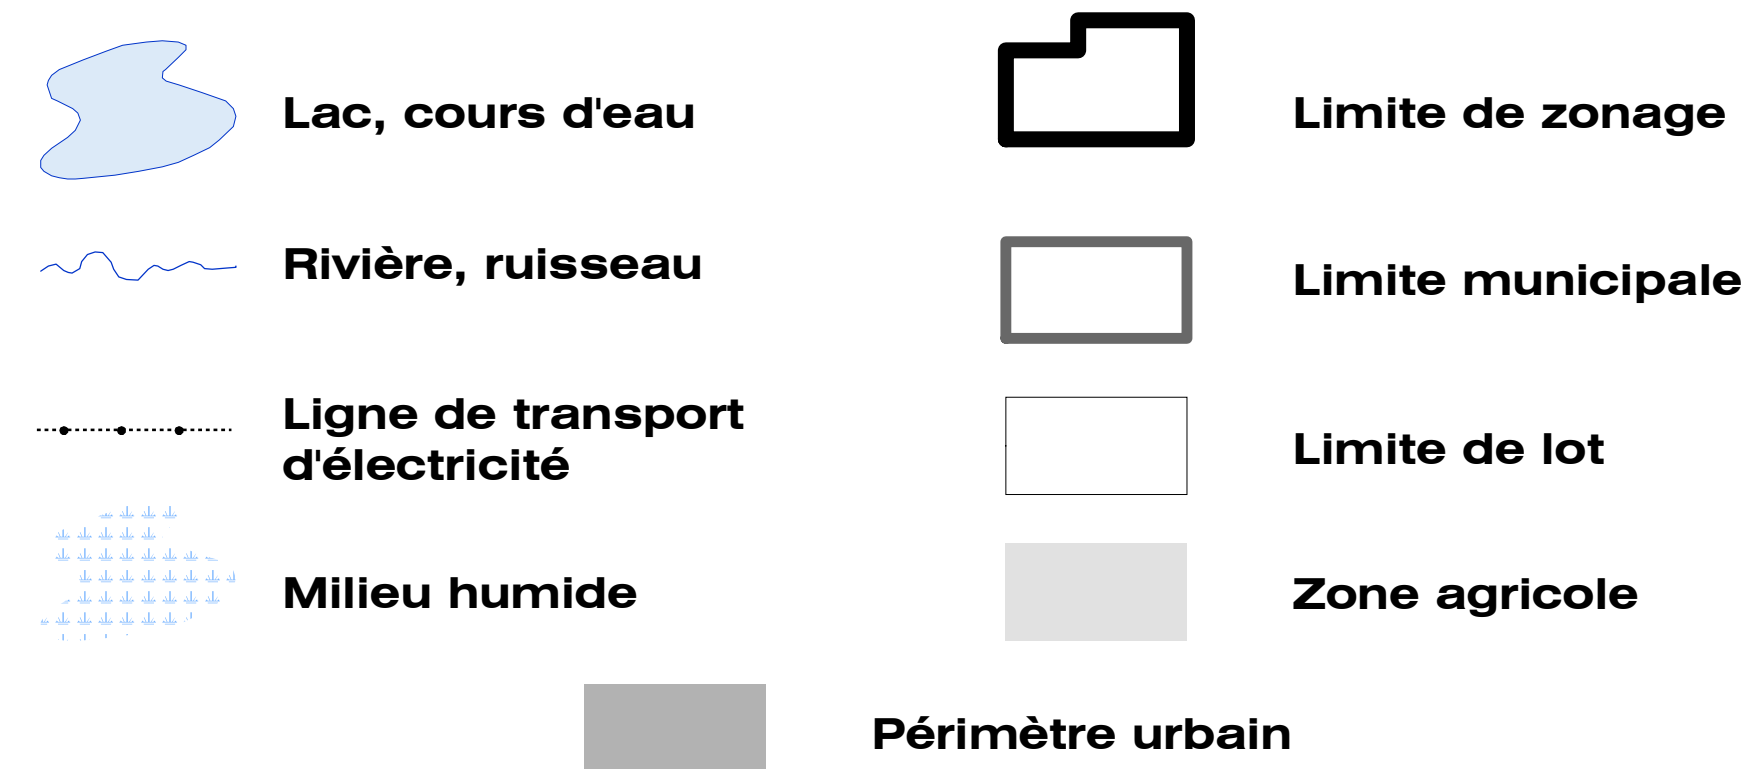 Lac, cours d'eau
Rivière, ruisseau
Ligne de transport
d'électricité
Milieu humide
Limite de zonage
Limite municipale
Limite de lot
Zone agricole
Périmètre urbain